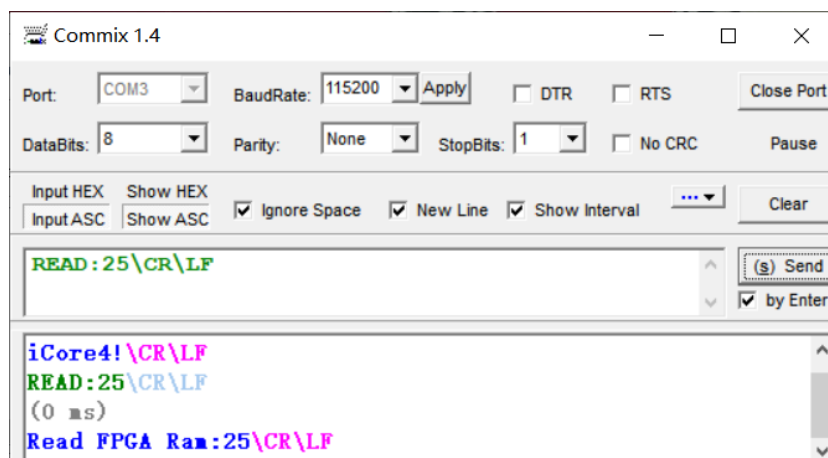 Commix 1.4
Port: COM3 BaudRate: 115200 Apply DTR RTS Close Port
DataBits: 8 Parity: None StopBits: 1 No CRC Pause
Input HEX Show HEX
Input ASC Show ASC Ignore Space New Line Show Interval ... Clear
READ:25\CR\LF
(s) Send
by Enter
iCore4!\CR\LF
READ:25\CR\LF
(0 ms)
Read FPGA Ram:25\CR\LF